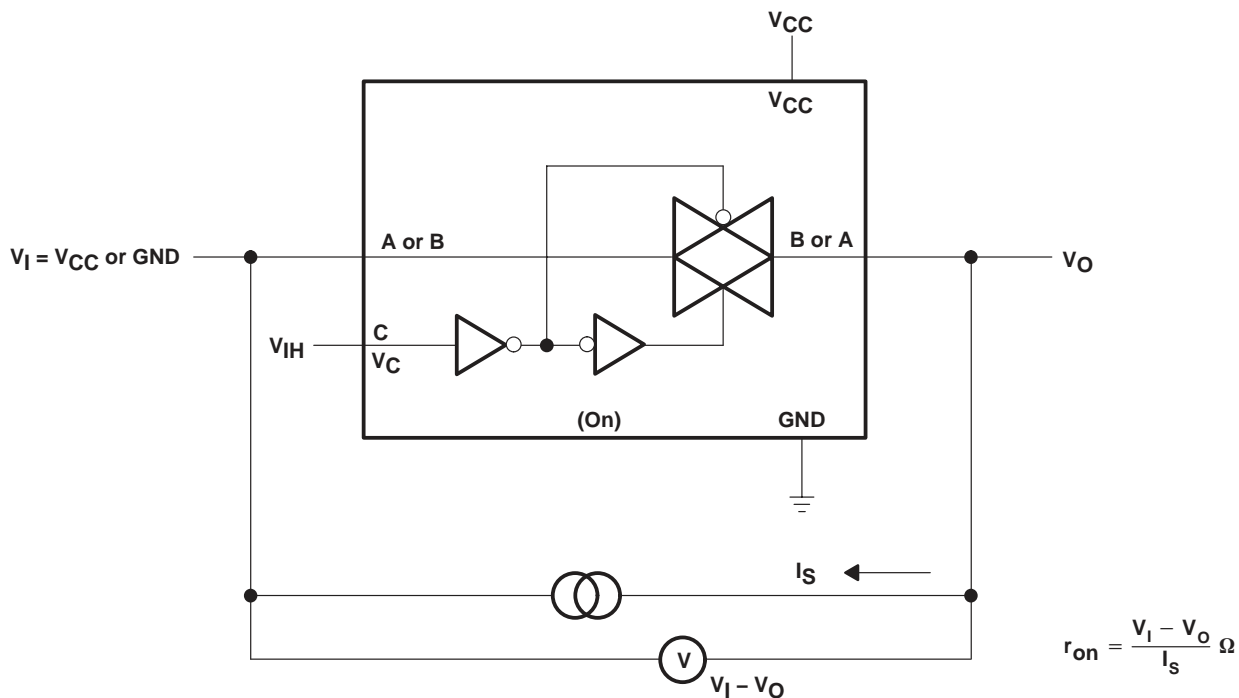 VCC
VCC
A or B
B or A
VI = VCC or GND
VO
C
VIH
VC
(On)
GND
IS
V
VI – VO
ron = VI – VO / IS Ω